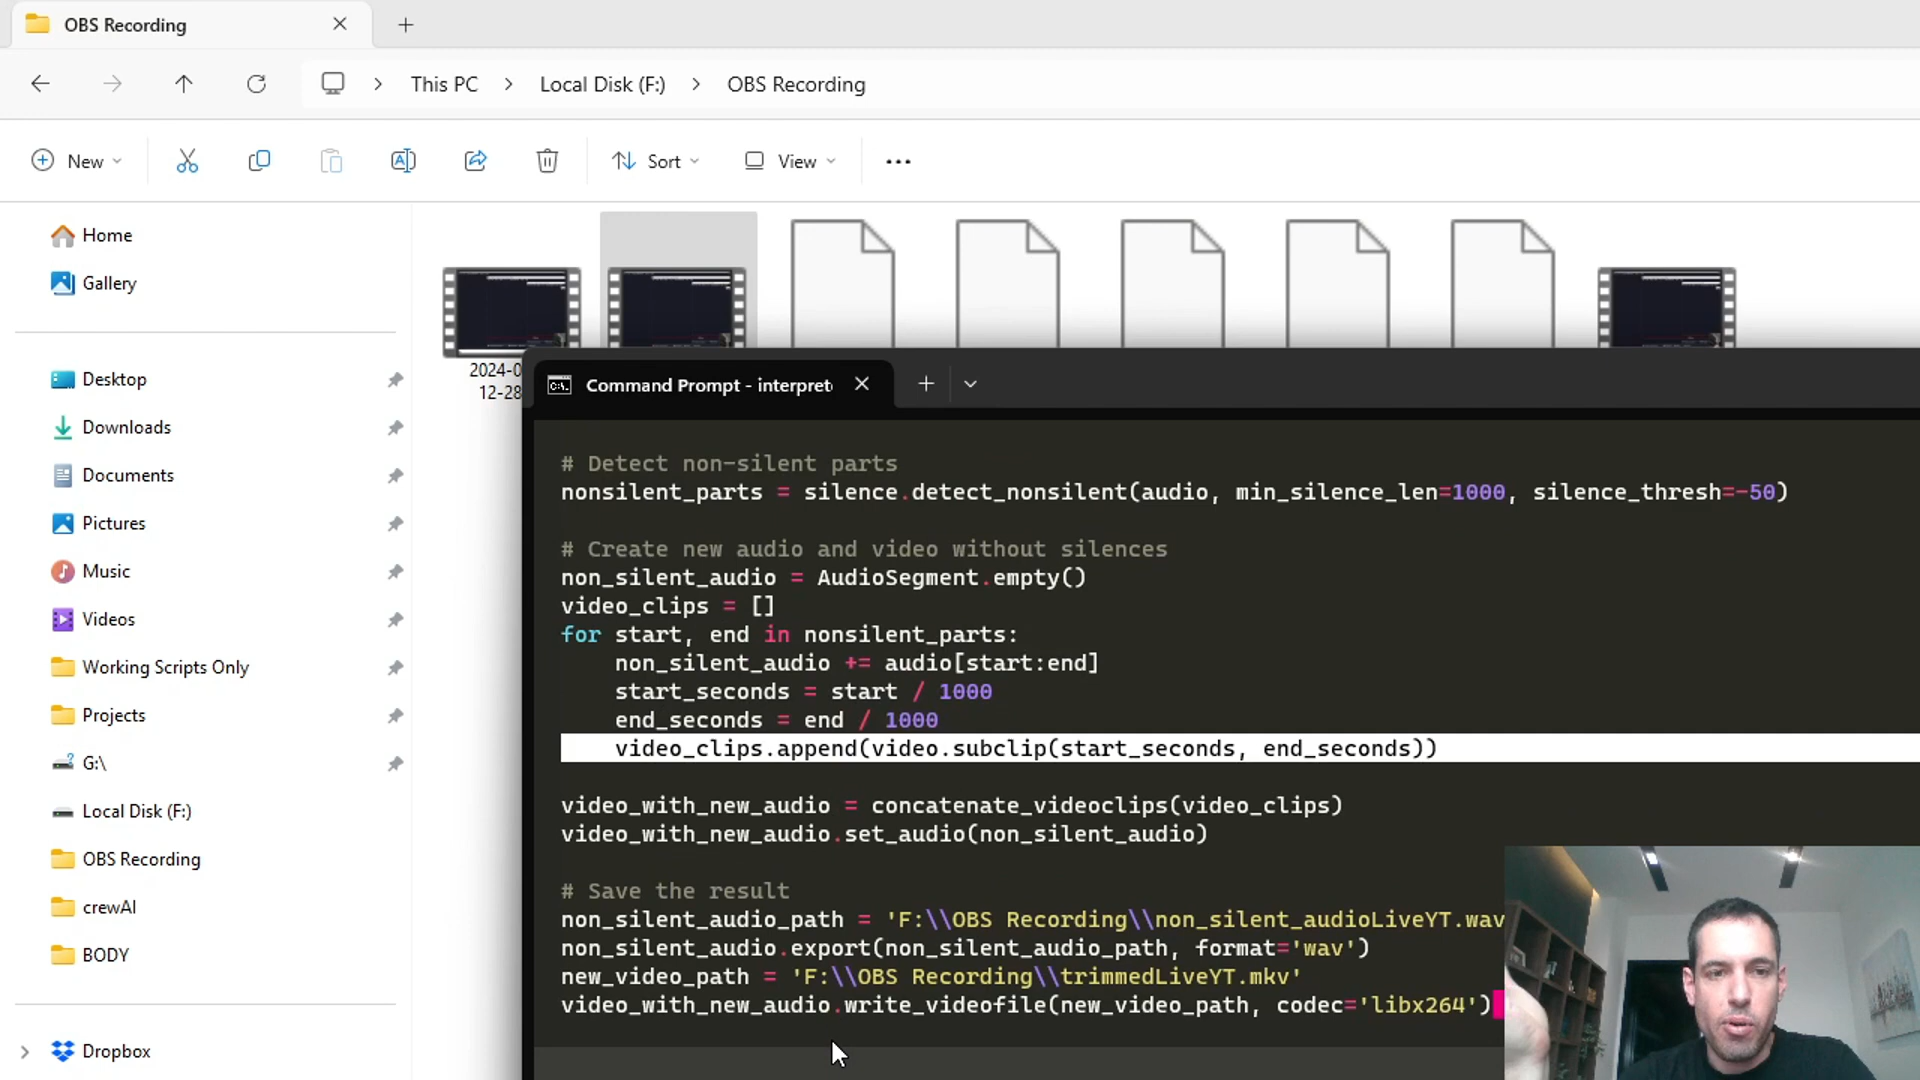 OBS Recording
This PC > Local Disk (F:) > OBS Recording
New
Sort
View
Home
Gallery
Desktop
Downloads
Documents
Pictures
Music
Videos
Working Scripts Only
Projects
G:\
Local Disk (F:)
OBS Recording
crewAI
BODY
Dropbox
2024-0
12-28
Command Prompt - interpret
# Detect non-silent parts
nonsilent_parts = silence.detect_nonsilent(audio, min_silence_len=1000, silence_thresh=-50)
# Create new audio and video without silences
non_silent_audio = AudioSegment.empty()
video_clips = []
for start, end in nonsilent_parts:
    non_silent_audio += audio[start:end]
    start_seconds = start / 1000
    end_seconds = end / 1000
    video_clips.append(video.subclip(start_seconds, end_seconds))
video_with_new_audio = concatenate_videoclips(video_clips)
video_with_new_audio.set_audio(non_silent_audio)
# Save the result
non_silent_audio_path = 'F:\\OBS Recording\\non_silent_audioLiveYT.wav
non_silent_audio.export(non_silent_audio_path, format='wav')
new_video_path = 'F:\\OBS Recording\\trimmedLiveYT.mkv'
video_with_new_audio.write_videofile(new_video_path, codec='libx264')